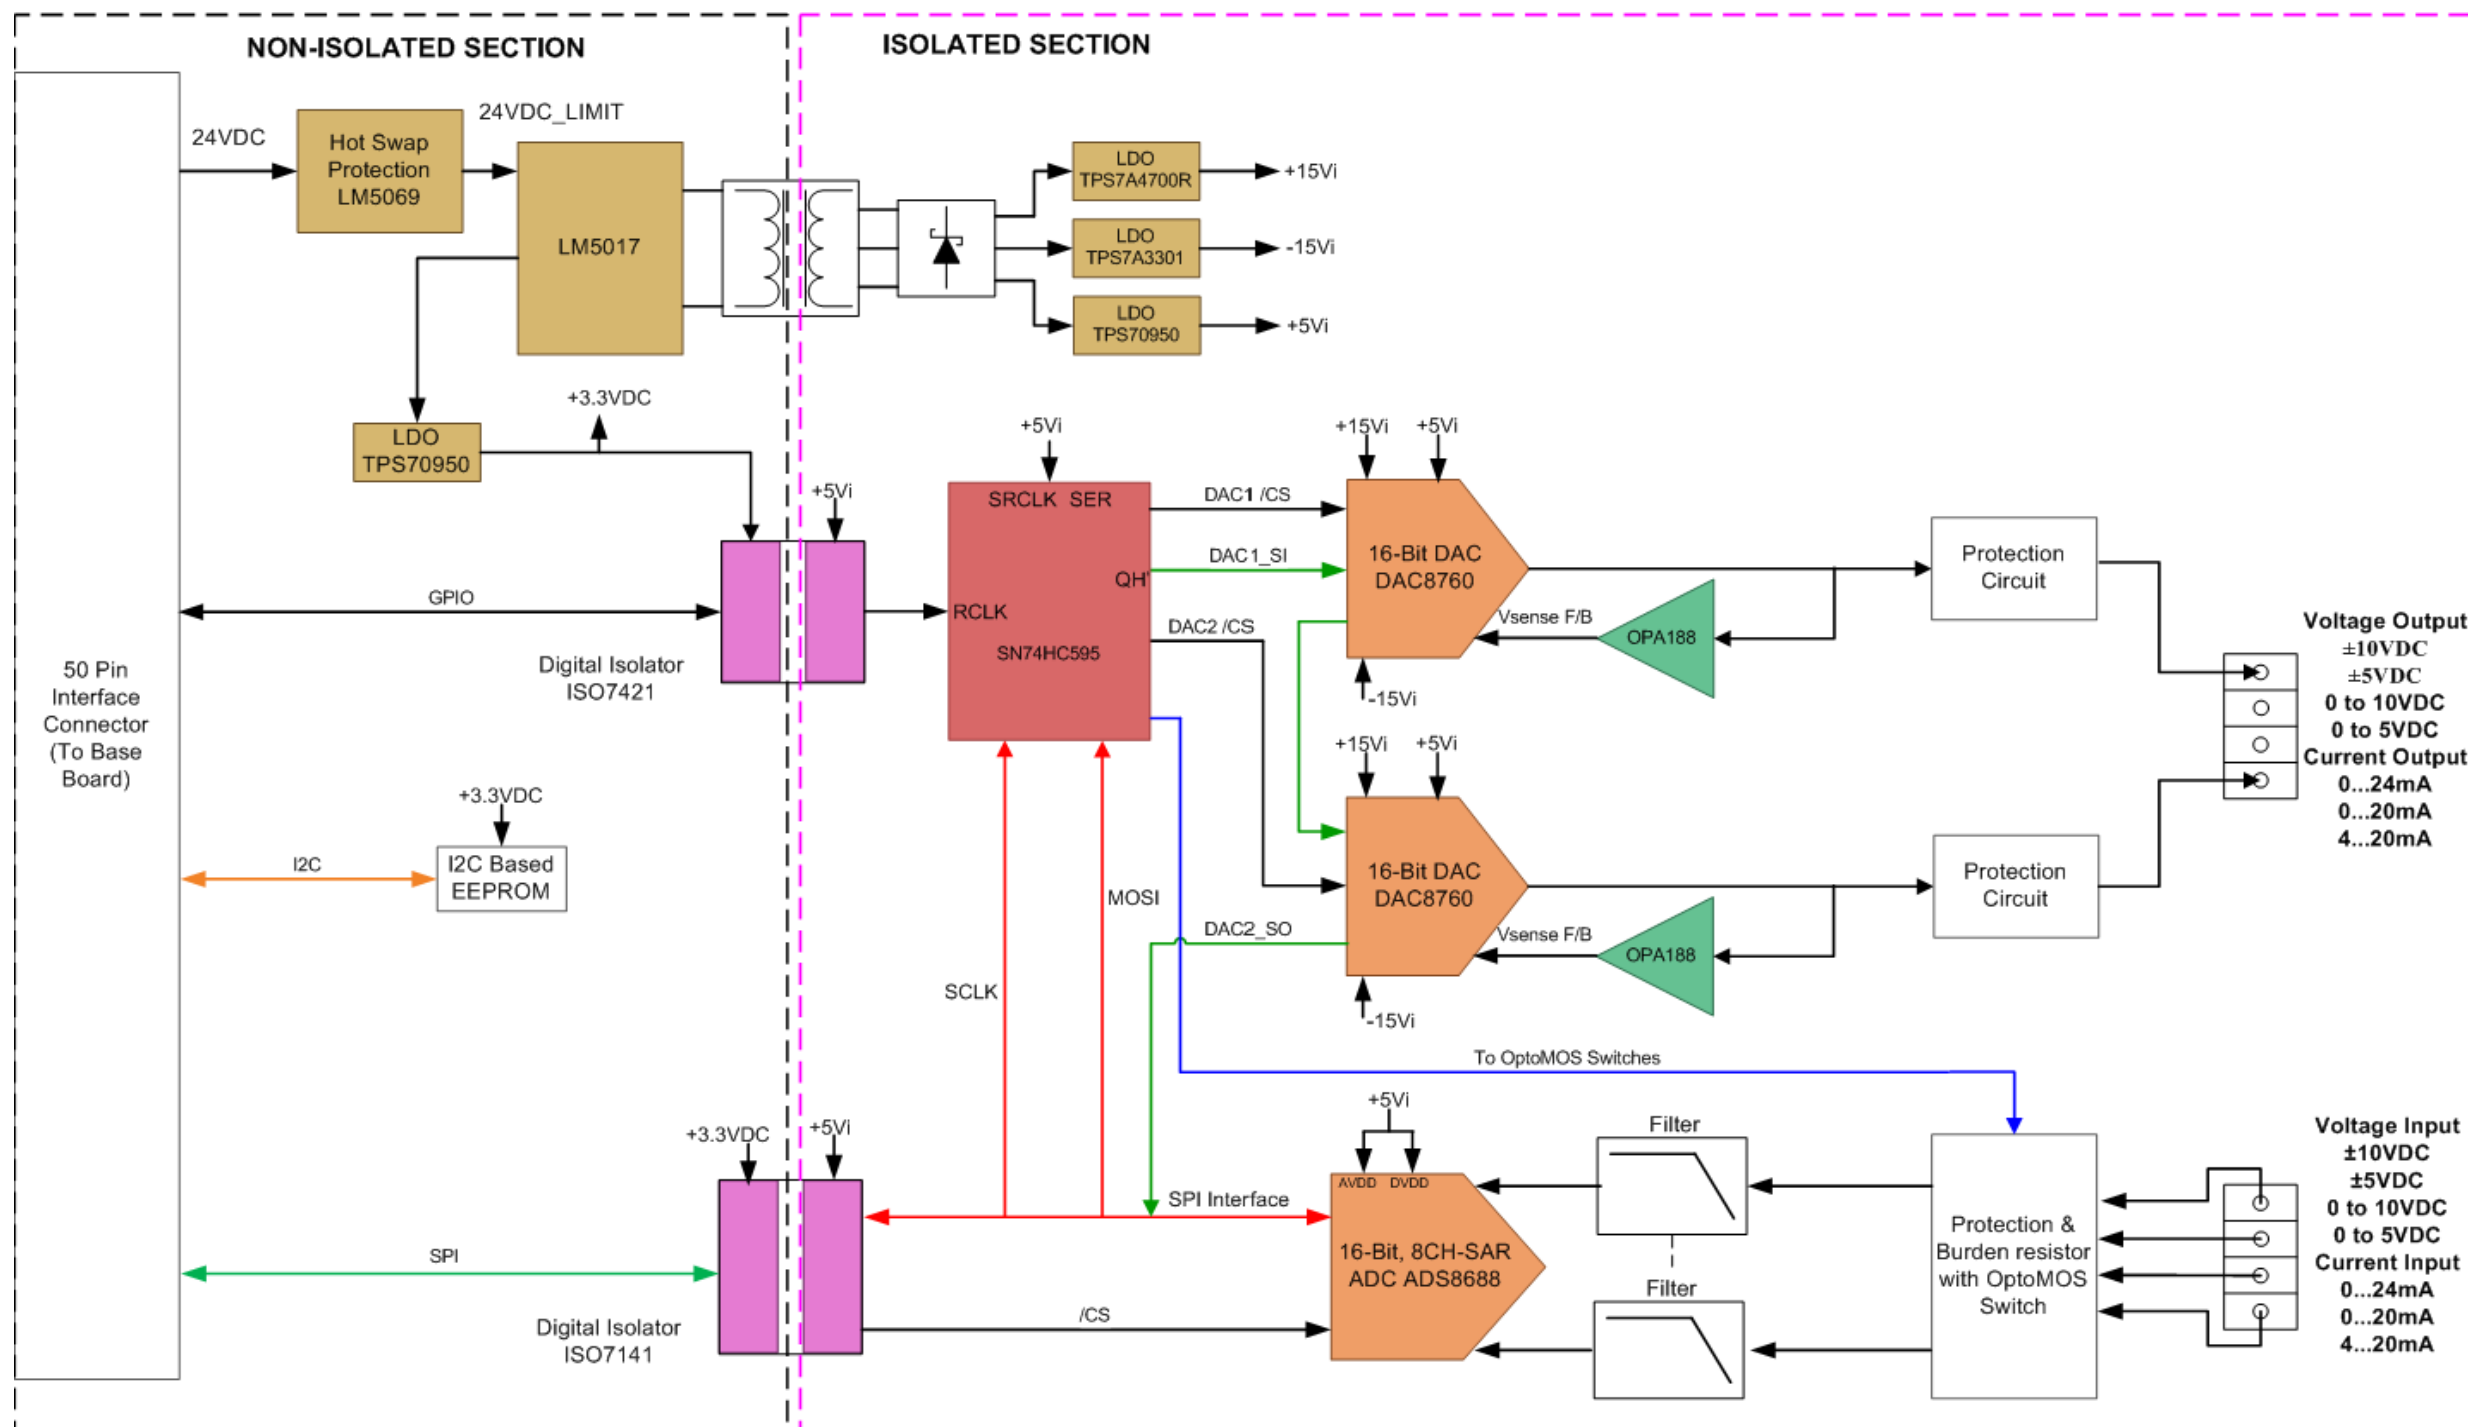 NON-ISOLATED SECTION
ISOLATED SECTION
24VDC
Hot Swap
Protection
LM5069
24VDC_LIMIT
LM5017
LDO
TPS7A4700R
+15Vi
LDO
TPS7A3301
-15Vi
LDO
TPS70950
+5Vi
+3.3VDC
LDO
TPS70950
+5Vi
GPIO
Digital Isolator
ISO7421
50 Pin
Interface
Connector
(To Base
Board)
+3.3VDC
I2C
I2C Based
EEPROM
+5Vi
SRCLK SER
QH'
RCLK
SN74HC595
DAC1 /CS
DAC1_SI
DAC2 /CS
+15Vi
+5Vi
16-Bit DAC
DAC8760
-15Vi
Vsense F/B
OPA188
Protection
Circuit
Voltage Output
±10VDC
±5VDC
0 to 10VDC
0 to 5VDC
Current Output
0...24mA
0...20mA
4...20mA
+15Vi
+5Vi
16-Bit DAC
DAC8760
-15Vi
Vsense F/B
OPA188
Protection
Circuit
DAC2_SO
MOSI
SCLK
To OptoMOS Switches
+3.3VDC
+5Vi
SPI
Digital Isolator
ISO7141
SPI Interface
/CS
+5Vi
AVDD DVDD
16-Bit, 8CH-SAR
ADC ADS8688
Filter
Filter
Protection &
Burden resistor
with OptoMOS
Switch
Voltage Input
±10VDC
±5VDC
0 to 10VDC
0 to 5VDC
Current Input
0...24mA
0...20mA
4...20mA